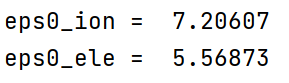 eps0_ion =  7.20607
eps0_ele =  5.56873